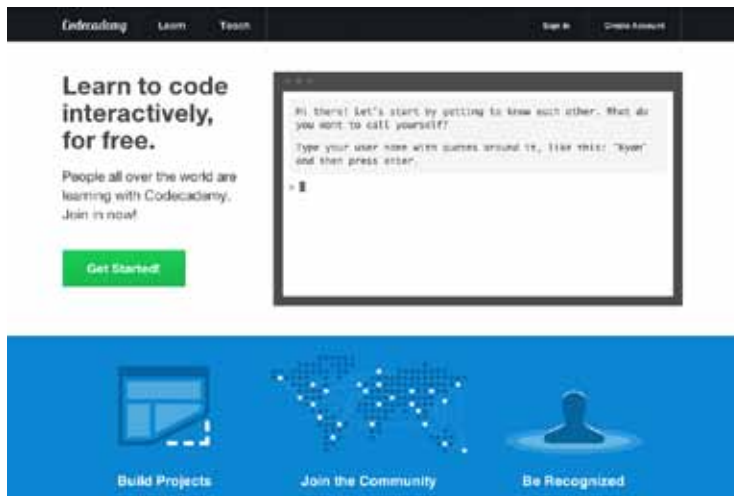 Codecademy Learn Teach Sign In Create Account
Learn to code
interactively,
for free.
People all over the world are
learning with Codecademy.
Join in now!
Get Started!
Hi there! Let's start by getting to know each other. What do
you want to call yourself?
Type your user name with quotes around it, like this: "Ryan"
and then press enter.
>
Build Projects Join the Community Be Recognized